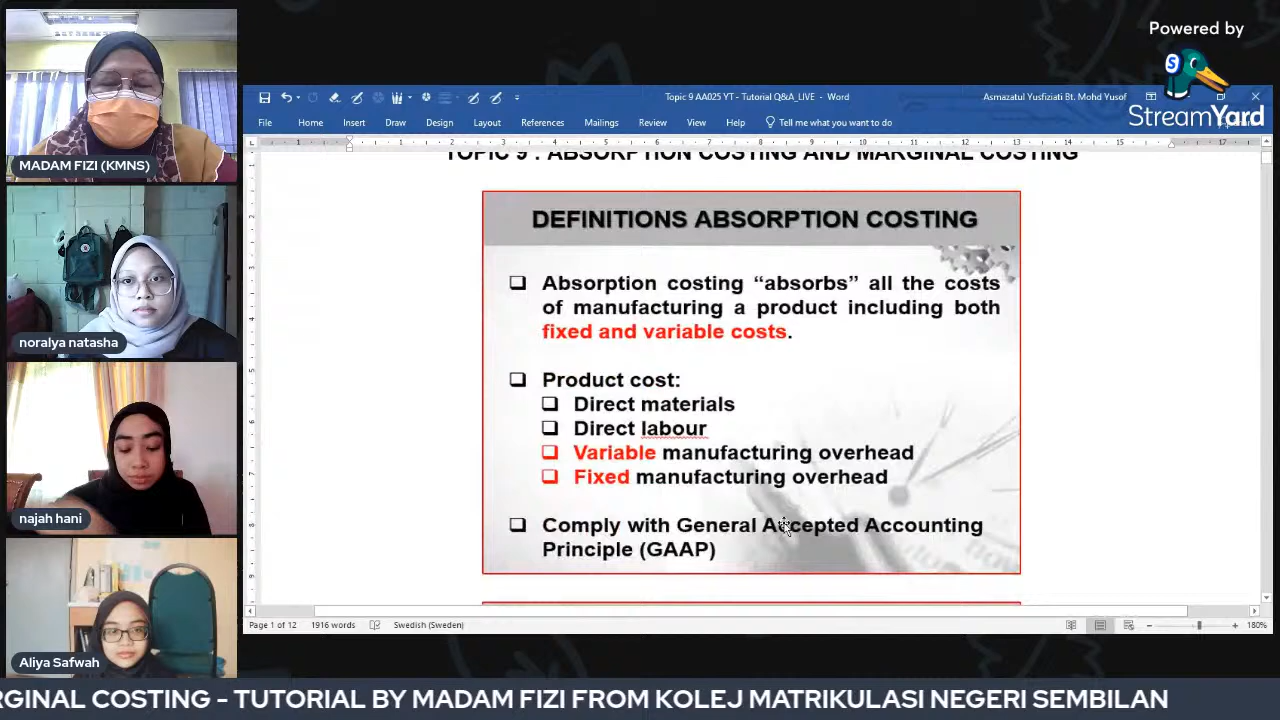 Powered by
StreamYard
MADAM FIZI (KMNS)
noralya natasha
najah hani
Aliya Safwah
Topic 9 AA025 YT - Tutorial Q&A_LIVE - Word
Asmazatul Yusfiziati Bt. Mohd Yusof
File Home Insert Draw Design Layout References Mailings Review View Help Tell me what you want to do
TOPIC 9 : ABSORPTION COSTING AND MARGINAL COSTING
DEFINITIONS ABSORPTION COSTING
Absorption costing “absorbs” all the costs
of manufacturing a product including both
fixed and variable costs.
Product cost:
Direct materials
Direct labour
Variable manufacturing overhead
Fixed manufacturing overhead
Comply with General Accepted Accounting
Principle (GAAP)
Page 1 of 12 1916 words Swedish (Sweden) 180%
RGINAL COSTING - TUTORIAL BY MADAM FIZI FROM KOLEJ MATRIKULASI NEGERI SEMBILAN